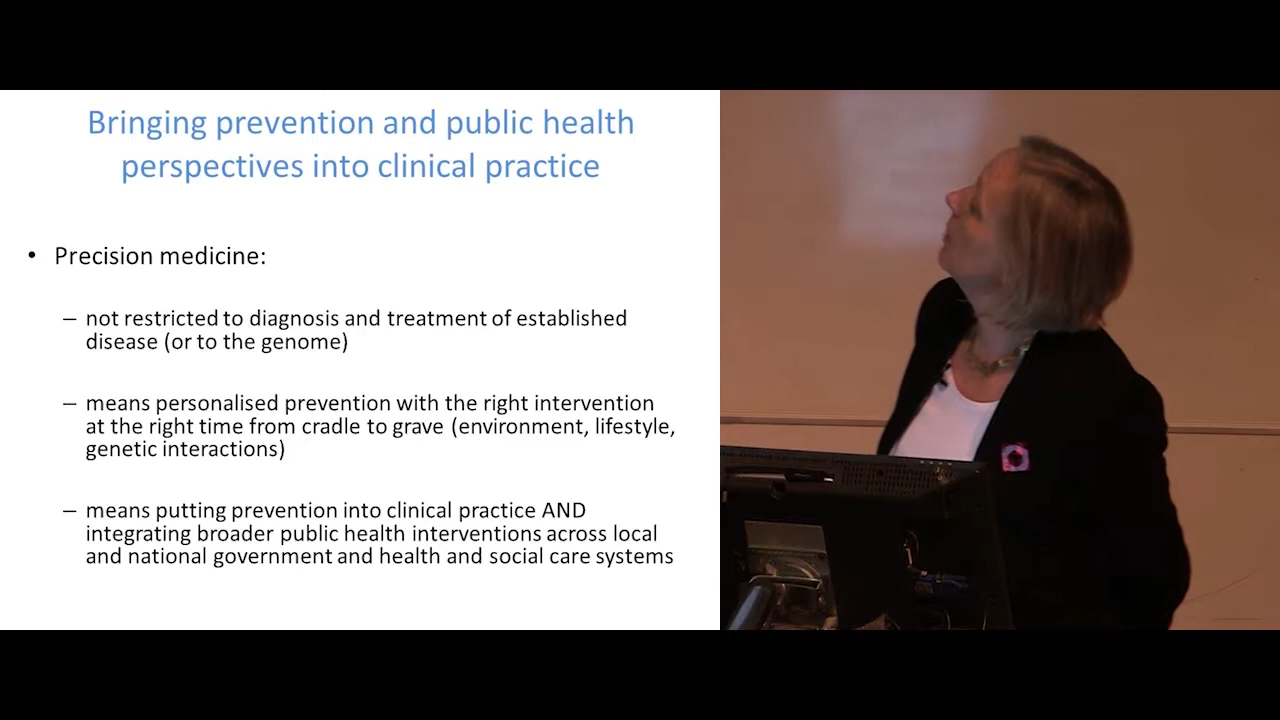 Bringing prevention and public health
perspectives into clinical practice
• Precision medicine:
– not restricted to diagnosis and treatment of established
disease (or to the genome)
– means personalised prevention with the right intervention
at the right time from cradle to grave (environment, lifestyle,
genetic interactions)
– means putting prevention into clinical practice AND
integrating broader public health interventions across local
and national government and health and social care systems